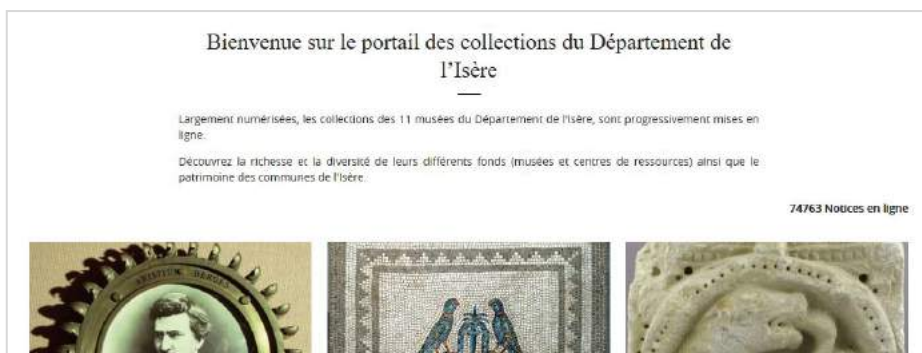 Bienvenue sur le portail des collections du Département de
l'Isère
Largement numérisées, les collections des 11 musées du Département de l'Isère, sont progressivement mises en
ligne.
Découvrez la richesse et la diversité de leurs différents fonds (musées et centres de ressources) ainsi que le
patrimoine des communes de l'Isère.
74763 Notices en ligne
ARISTIDE BERGES